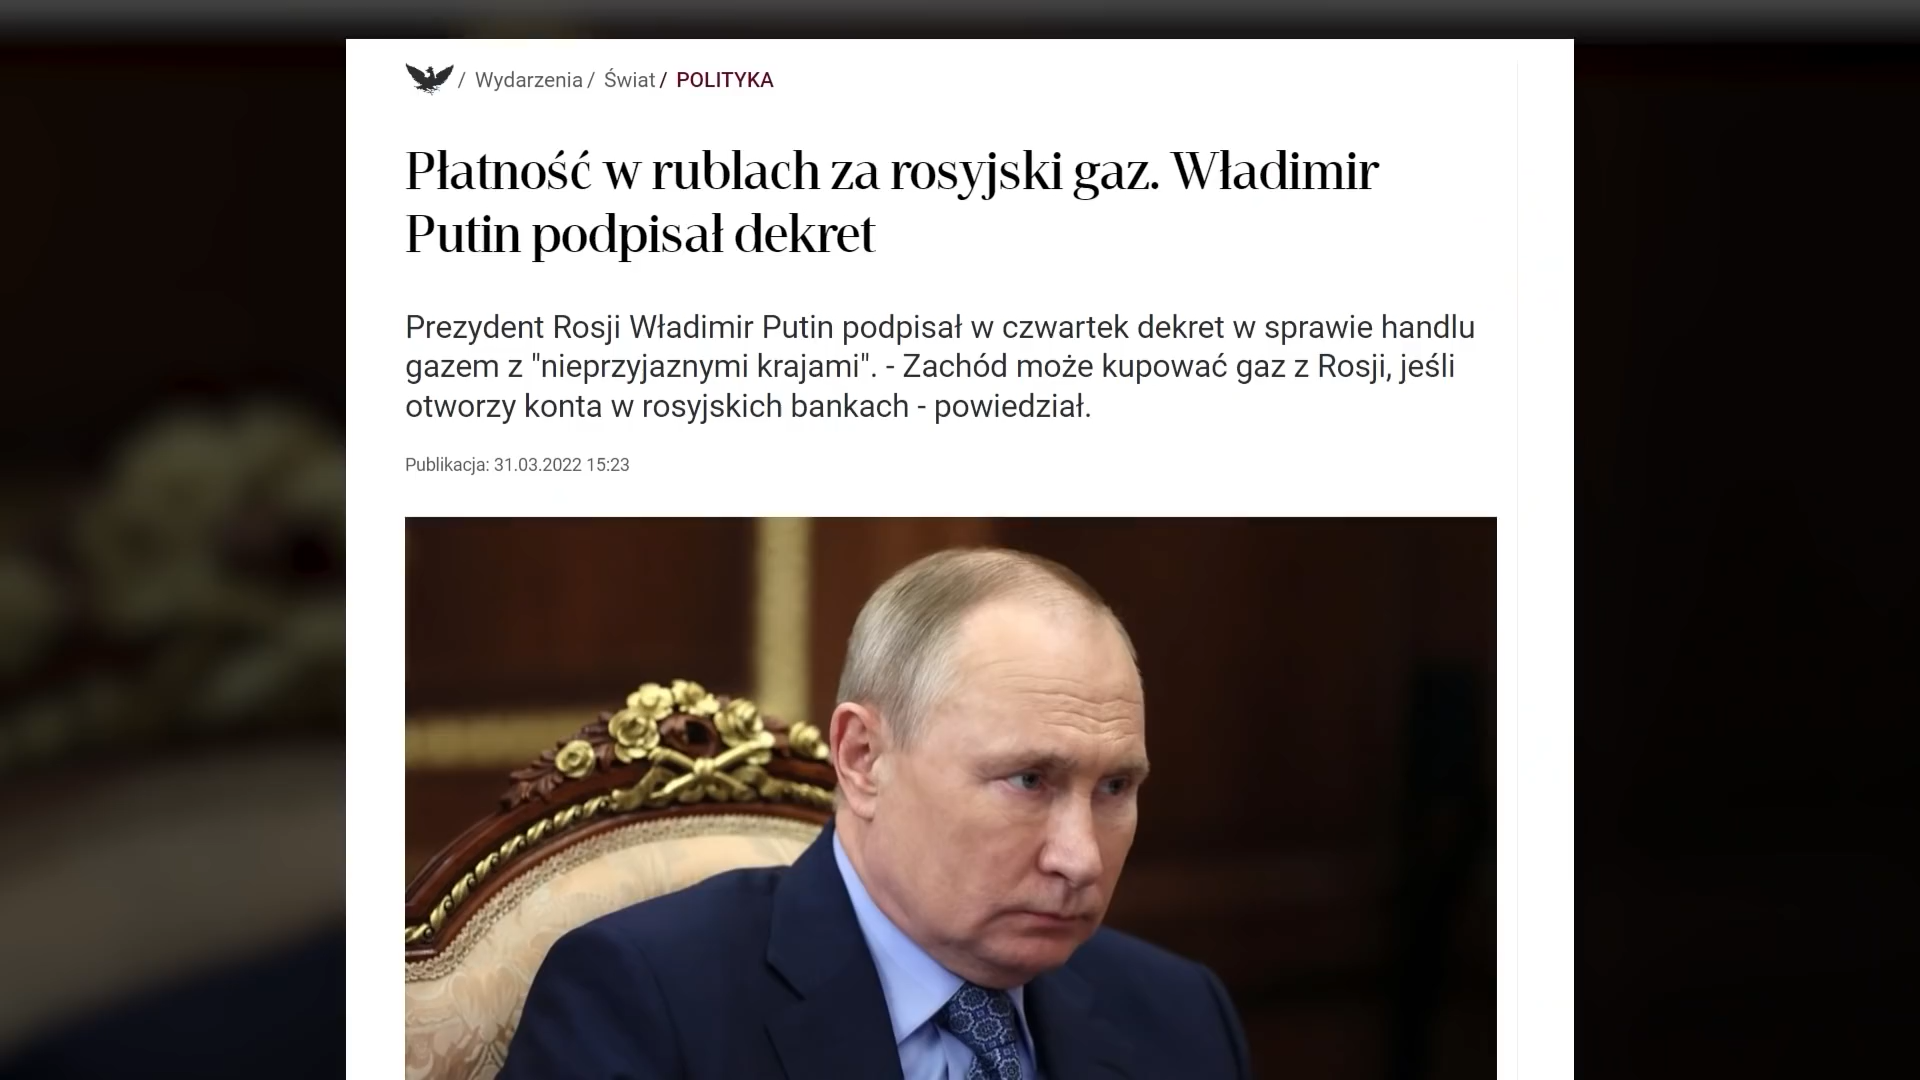 / Wydarzenia / Świat / POLITYKA
Płatność w rublach za rosyjski gaz. Władimir
Putin podpisał dekret
Prezydent Rosji Władimir Putin podpisał w czwartek dekret w sprawie handlu
gazem z "nieprzyjaznymi krajami". - Zachód może kupować gaz z Rosji, jeśli
otworzy konta w rosyjskich bankach - powiedział.
Publikacja: 31.03.2022 15:23